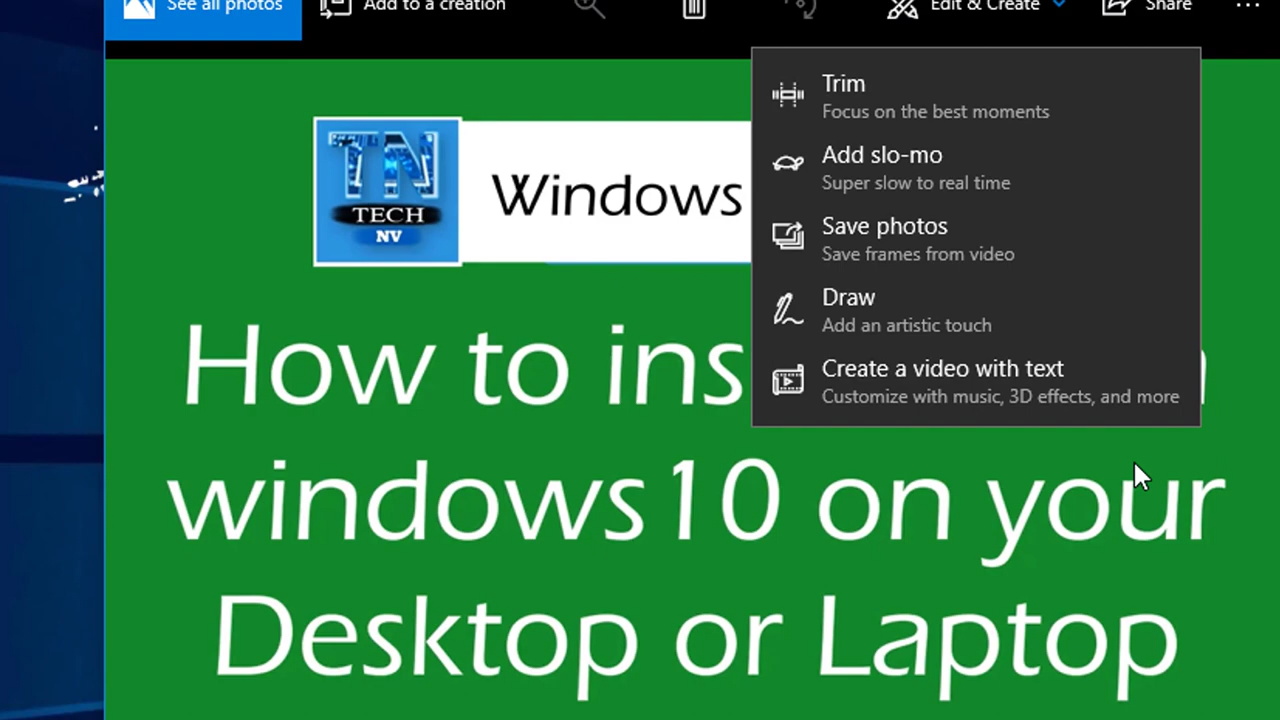 See all photos
Add to a creation
Edit & Create
Share
Trim
Focus on the best moments
Add slo-mo
Super slow to real time
Save photos
Save frames from video
Draw
Add an artistic touch
Create a video with text
Customize with music, 3D effects, and more
TN
TECH
NV
Windows
How to ins
windows10 on your
Desktop or Laptop